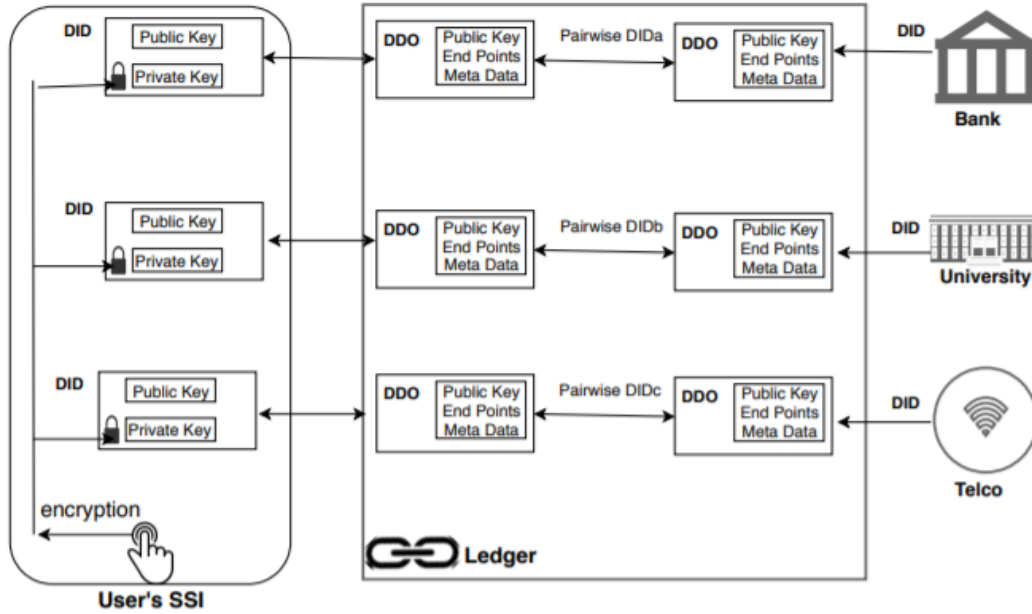 DID
Public Key
Private Key
DDO
Public Key
End Points
Meta Data
Pairwise DIDa
DDO
Public Key
End Points
Meta Data
DID
Bank
DID
Public Key
Private Key
DDO
Public Key
End Points
Meta Data
Pairwise DIDb
DDO
Public Key
End Points
Meta Data
DID
University
DID
Public Key
Private Key
DDO
Public Key
End Points
Meta Data
Pairwise DIDc
DDO
Public Key
End Points
Meta Data
DID
Telco
encryption
Ledger
User's SSI